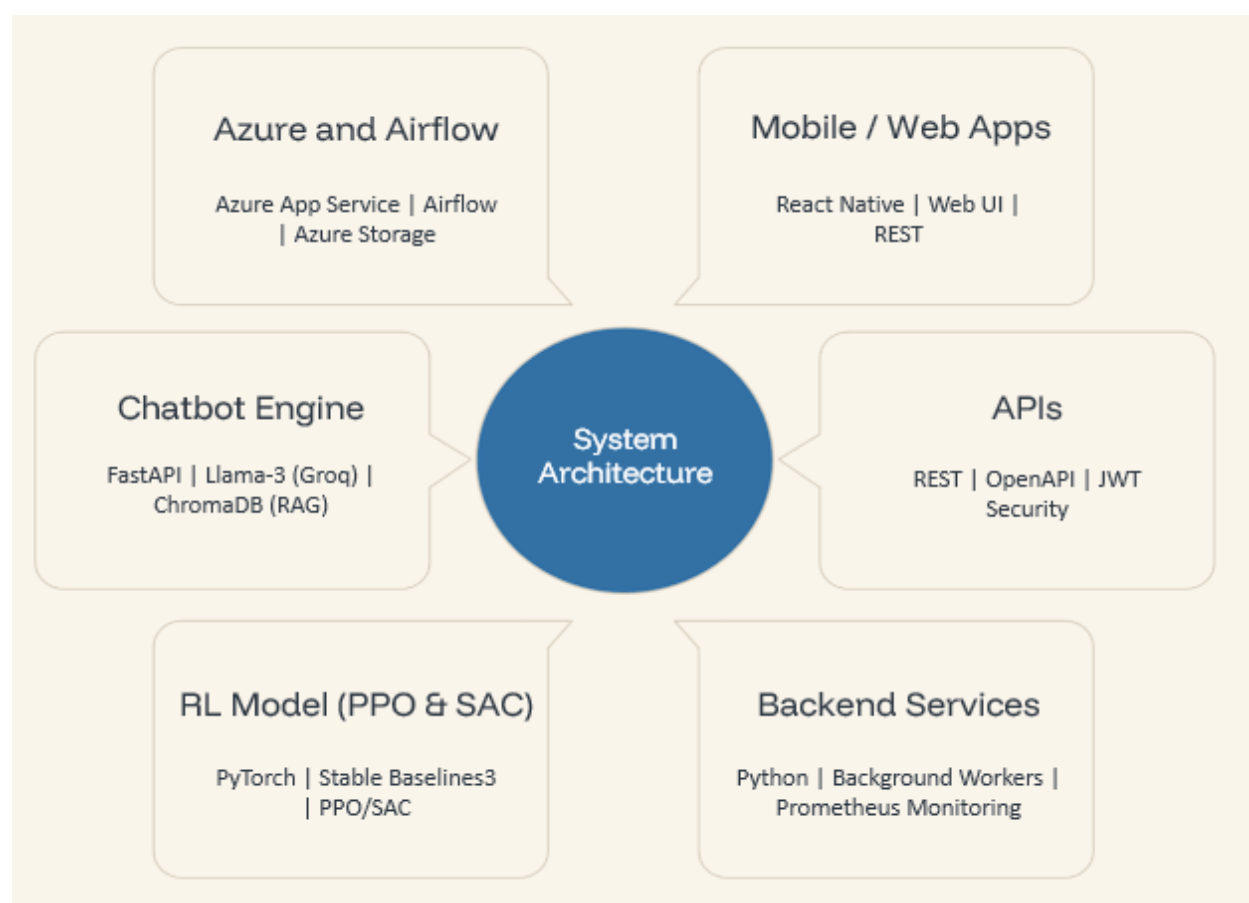 Azure and Airflow
Azure App Service | Airflow
| Azure Storage
Mobile / Web Apps
React Native | Web UI |
REST
Chatbot Engine
FastAPI | Llama-3 (Groq) |
ChromaDB (RAG)
System
Architecture
APIs
REST | OpenAPI | JWT
Security
RL Model (PPO & SAC)
PyTorch | Stable Baselines3
| PPO/SAC
Backend Services
Python | Background Workers |
Prometheus Monitoring